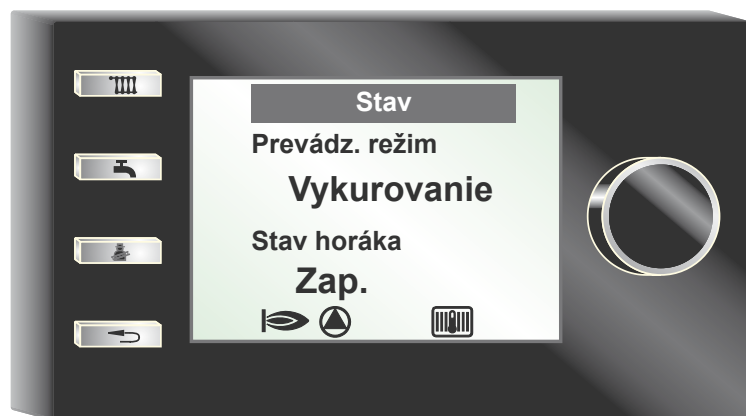 Stav
Prevádz. režim
Vykurovanie
Stav horáka
Zap.